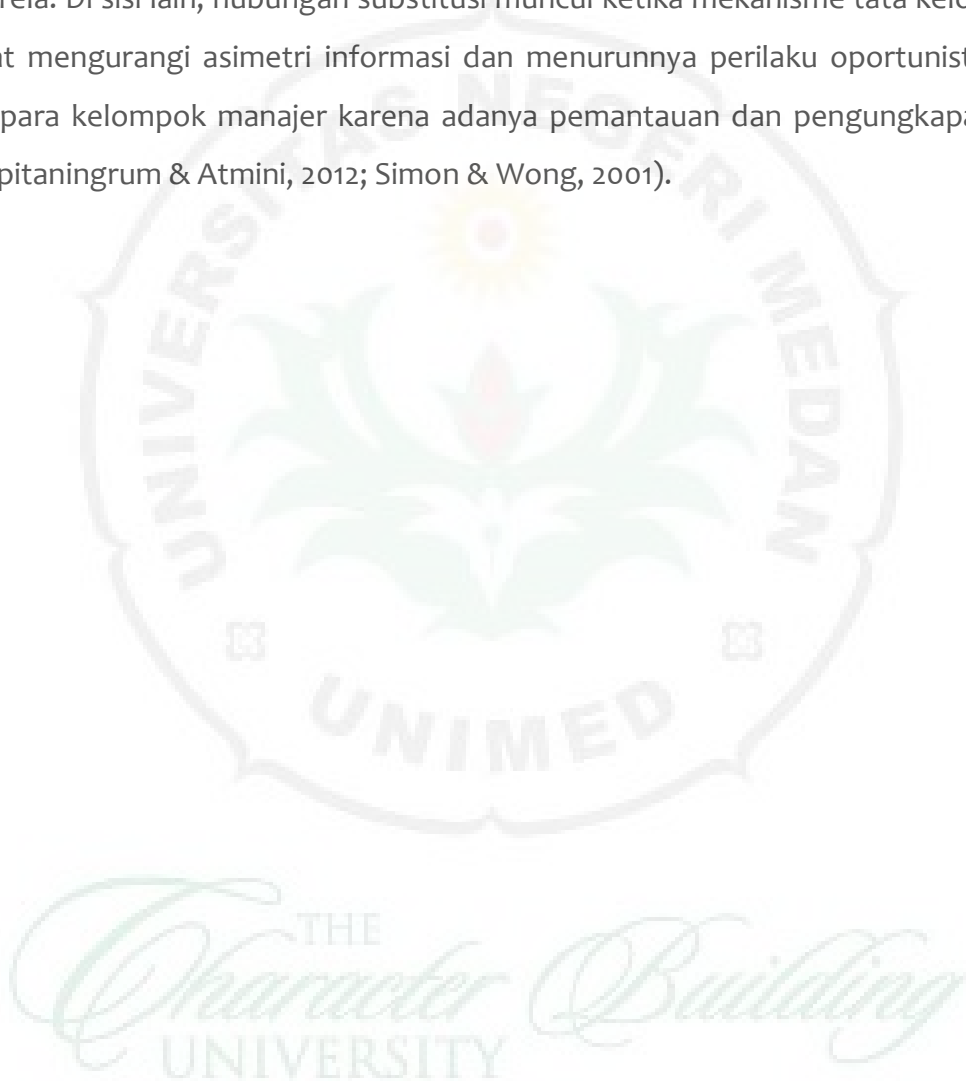 rela. Di sisi lain, hubungan substitusi muncul ketika mekanisme tata kelo
at mengurangi asimetri informasi dan menurunnya perilaku oportunist
para kelompok manajer karena adanya pemantauan dan pengungkapa
pitaningrum & Atmini, 2012; Simon & Wong, 2001).
UNIVERSITAS NEGERI MEDAN
UNIMED
THE
Character Building
UNIVERSITY